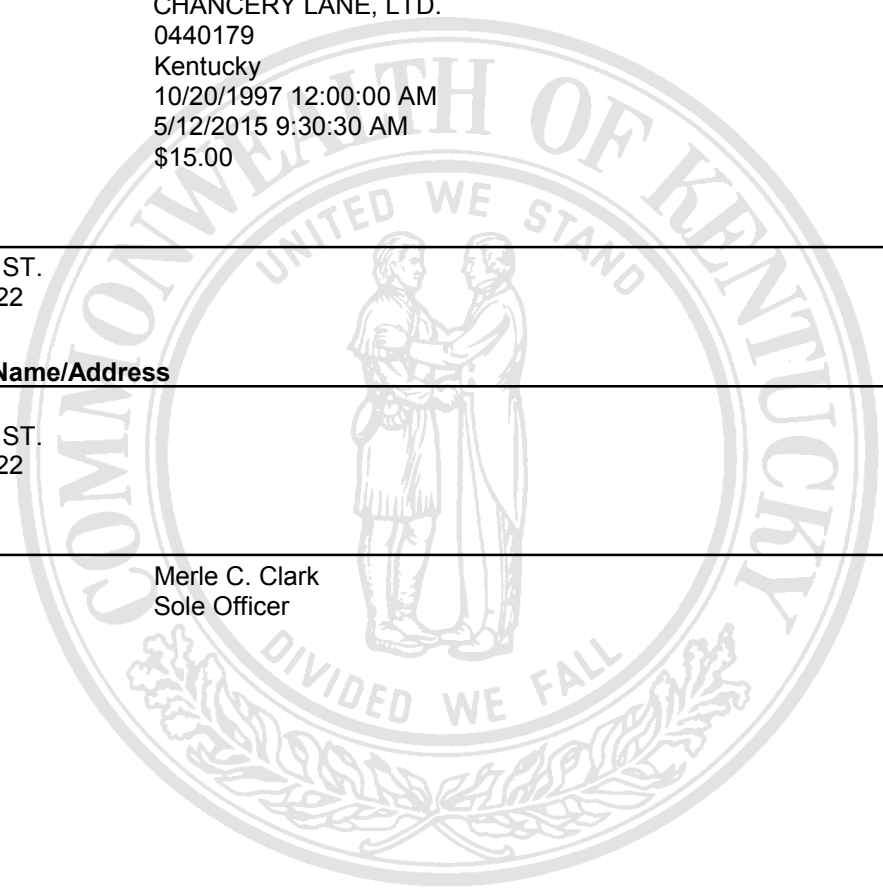 CHANCERY LANE, LTD.
0440179
Kentucky
10/20/1997 12:00:00 AM
5/12/2015 9:30:30 AM
$15.00
COMMONWEALTH OF KENTUCKY
UNITED WE STAND
ST.
22
Name/Address
ST.
22
Merle C. Clark
Sole Officer
DIVIDED WE FALL